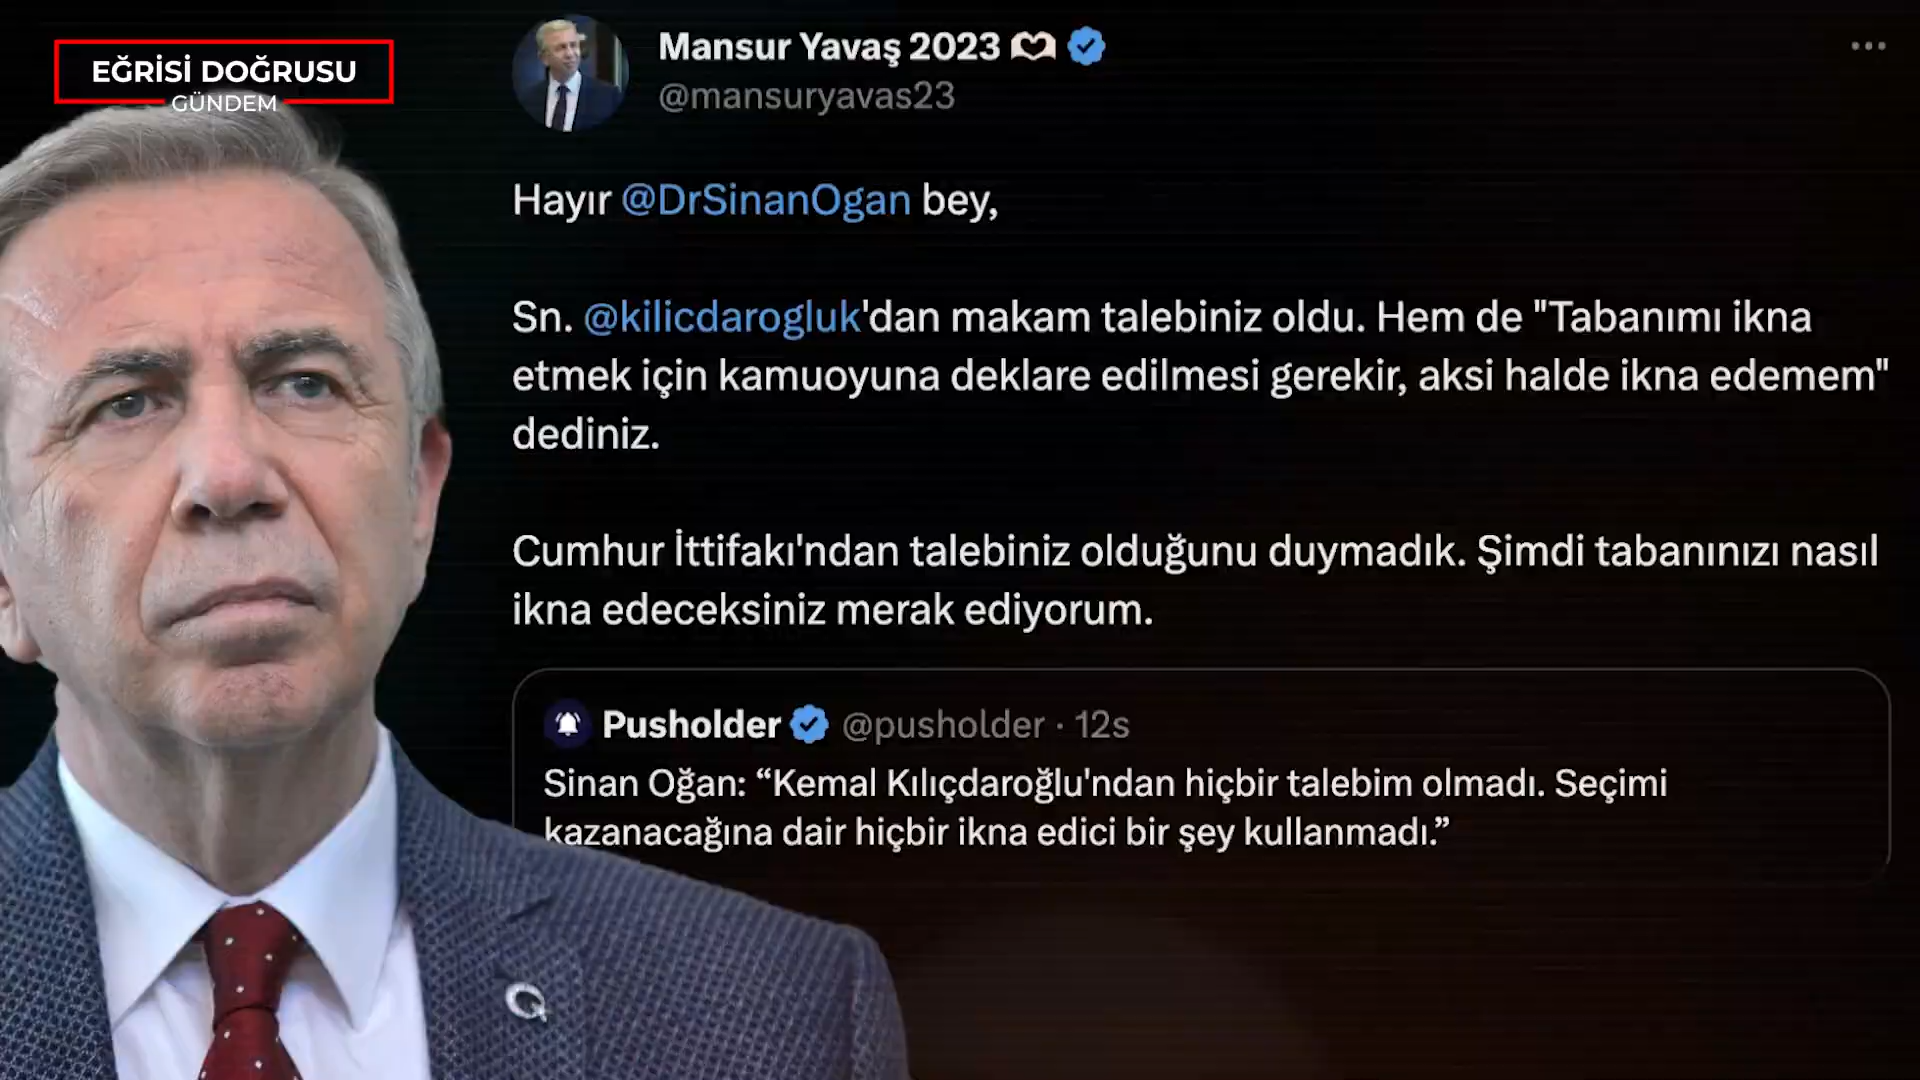 EĞRİSİ DOĞRUSU
GÜNDEM
Mansur Yavaş 2023
@mansuryavas23
Hayır @DrSinanOgan bey,
Sn. @kilicdarogluk'dan makam talebiniz oldu. Hem de "Tabanımı ikna
etmek için kamuoyuna deklare edilmesi gerekir, aksi halde ikna edemem"
dediniz.
Cumhur İttifakı'ndan talebiniz olduğunu duymadık. Şimdi tabanınızı nasıl
ikna edeceksiniz merak ediyorum.
Pusholder @pusholder · 12s
Sinan Oğan: “Kemal Kılıçdaroğlu'ndan hiçbir talebim olmadı. Seçimi
kazanacağına dair hiçbir ikna edici bir şey kullanmadı.”